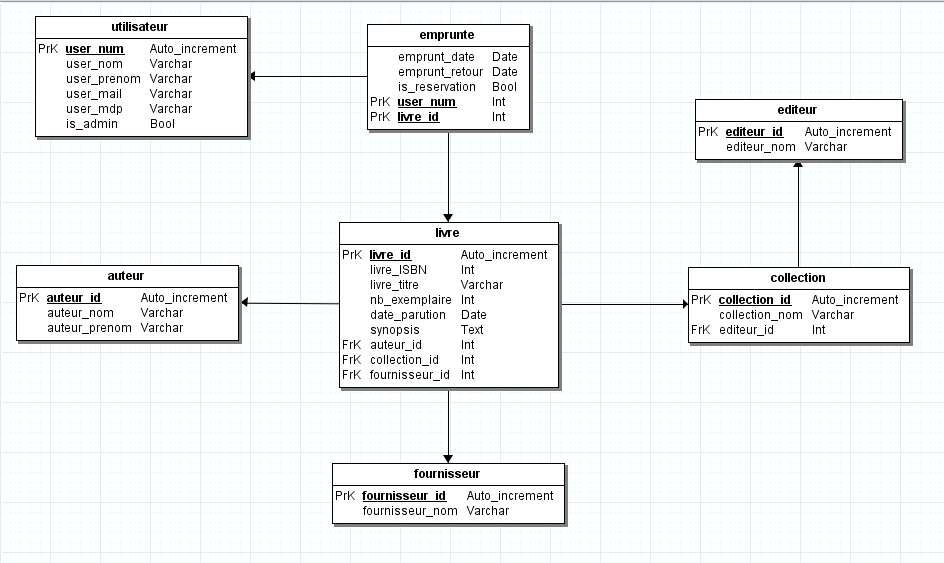 utilisateur
PrK user_num Auto_increment
user_nom Varchar
user_prenom Varchar
user_mail Varchar
user_mdp Varchar
is_admin Bool
emprunte
emprunt_date Date
emprunt_retour Date
is_reservation Bool
PrK user_num Int
PrK livre_id Int
editeur
PrK editeur_id Auto_increment
editeur_nom Varchar
livre
PrK livre_id Auto_increment
livre_ISBN Int
livre_titre Varchar
nb_exemplaire Int
date_parution Date
synopsis Text
FrK auteur_id Int
FrK collection_id Int
FrK fournisseur_id Int
auteur
PrK auteur_id Auto_increment
auteur_nom Varchar
auteur_prenom Varchar
collection
PrK collection_id Auto_increment
collection_nom Varchar
FrK editeur_id Int
fournisseur
PrK fournisseur_id Auto_increment
fournisseur_nom Varchar